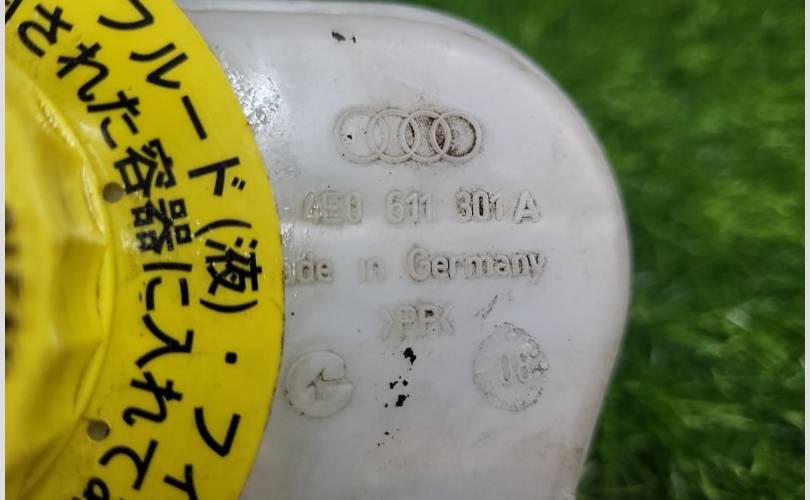 フルード(液)・フィ
された容器に入れて
4E0 611 301 A
ade in Germany
>PP<